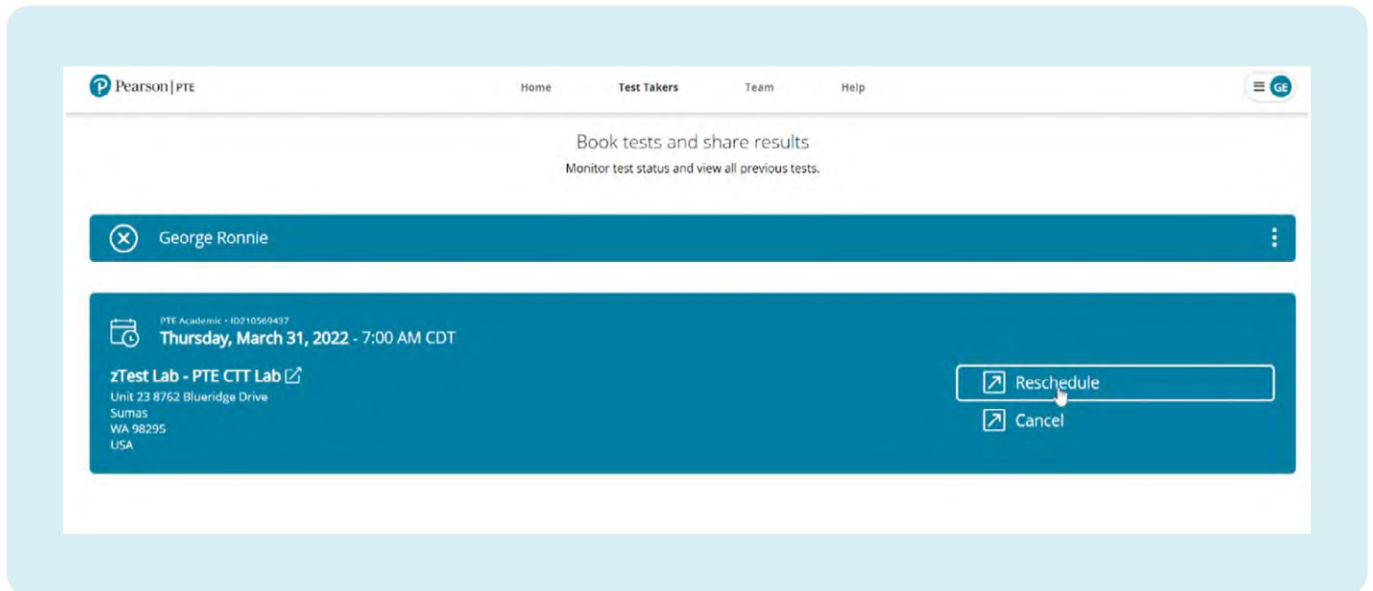 Pearson | PTE
Home Test Takers Team Help
GE
Book tests and share results
Monitor test status and view all previous tests.
George Ronnie
PTE Academic • ID210569437
Thursday, March 31, 2022 - 7:00 AM CDT
zTest Lab - PTE CTT Lab
Unit 23 8762 Blueridge Drive
Sumas
WA 98295
USA
Reschedule
Cancel